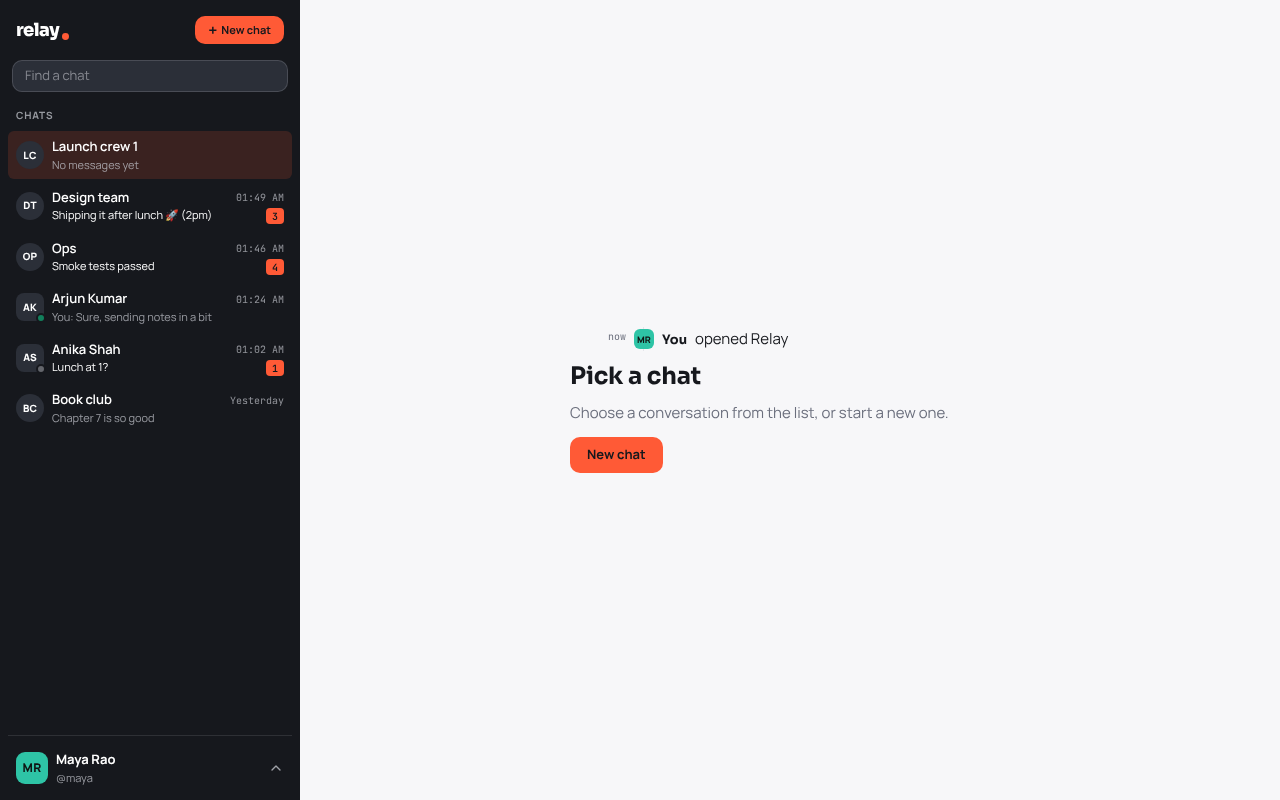 relay.
+ New chat
Find a chat
CHATS
LC Launch crew 1
No messages yet
DT Design team 01:49 AM
Shipping it after lunch 🚀 (2pm) 3
OP Ops 01:46 AM
Smoke tests passed 4
AK Arjun Kumar 01:24 AM
You: Sure, sending notes in a bit
AS Anika Shah 01:02 AM
Lunch at 1? 1
BC Book club Yesterday
Chapter 7 is so good
MR Maya Rao
@maya
now MR You opened Relay
Pick a chat
Choose a conversation from the list, or start a new one.
New chat